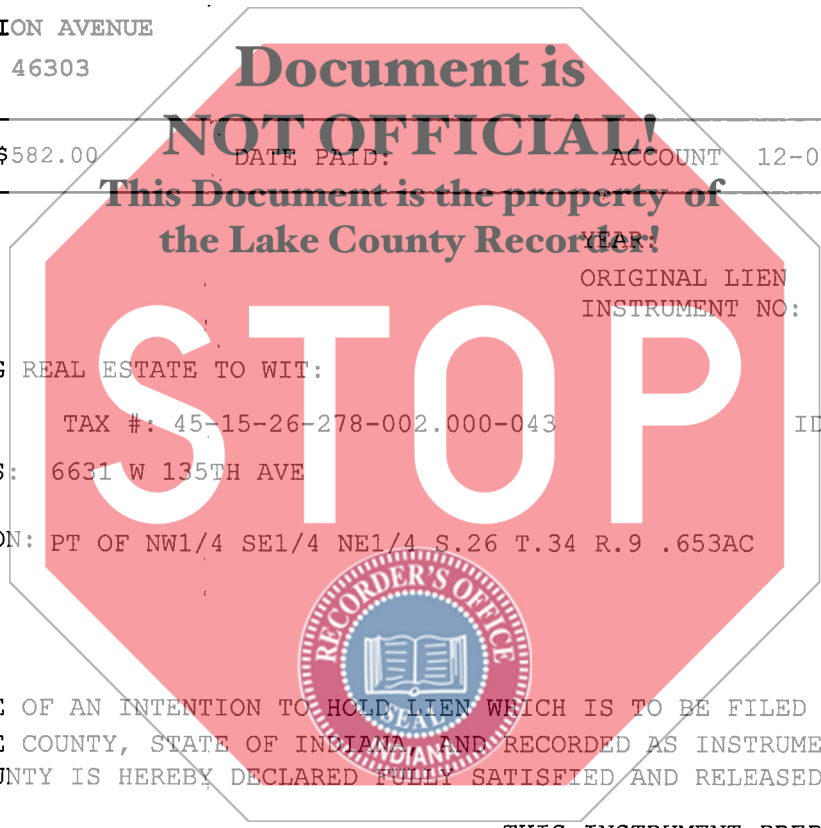 ION AVENUE
46303
Document is
NOT OFFICIAL!
$582.00 DATE PAID: ACCOUNT 12-0
This Document is the property of
the Lake County Recorder!
YEAR:
ORIGINAL LIEN
INSTRUMENT NO:
STOP
G REAL ESTATE TO WIT:
TAX #: 45-15-26-278-002.000-043 ID
S: 6631 W 135TH AVE
ON: PT OF NW1/4 SE1/4 NE1/4 S.26 T.34 R.9 .653AC
RECORDER'S OFFICE
SEAL
INDIANA
E OF AN INTENTION TO HOLD LIEN WHICH IS TO BE FILED
E COUNTY, STATE OF INDIANA, AND RECORDED AS INSTRUME
UNTY IS HEREBY DECLARED FULLY SATISFIED AND RELEASED